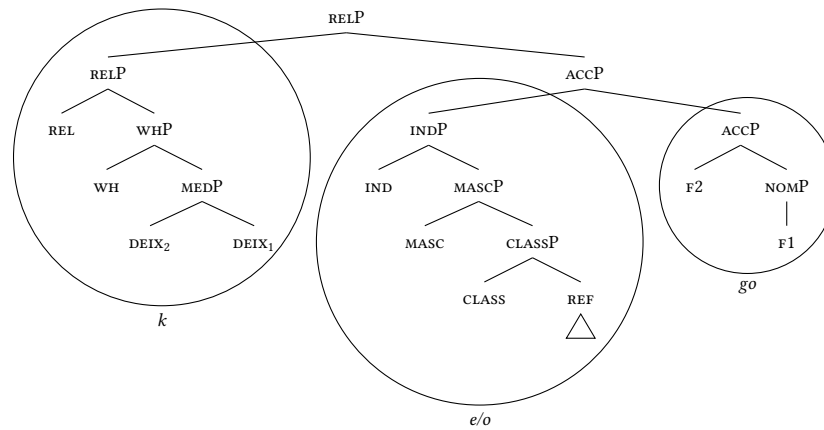 RELP
RELP ACCP
REL WHP INDP ACCP
WH MEDP IND MASCP F2 NOMP
DEIX₂ DEIX₁ MASC CLASSP F1
go
CLASS REF
k
e/o